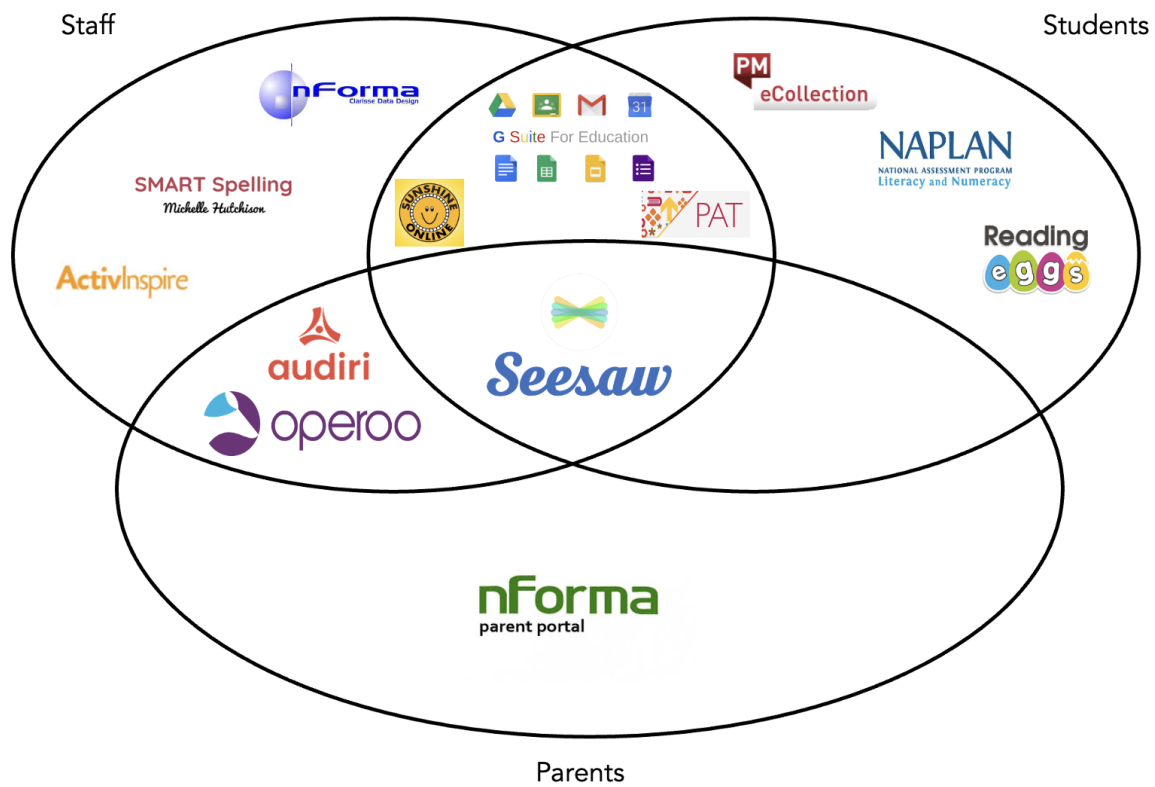 Staff
Students
nForma
Clarisse Data Design
PM
eCollection
31
G Suite For Education
NAPLAN
NATIONAL ASSESSMENT PROGRAM
Literacy and Numeracy
SMART Spelling
Michelle Hutchison
SUNSHINE
ONLINE
PAT
Reading
eggs
ActivInspire
audiri
Seesaw
operoo
nForma
parent portal
Parents